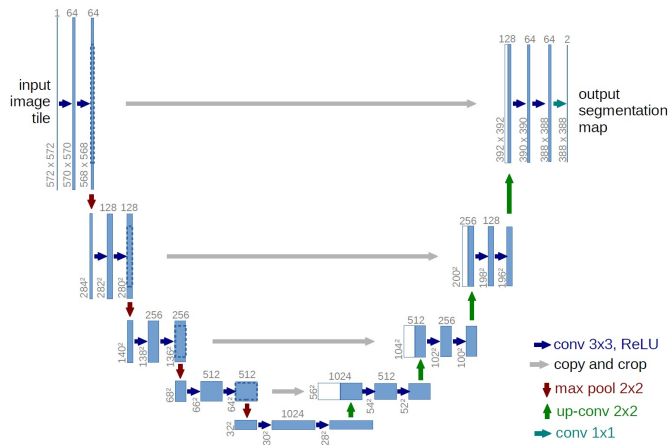 1 64 64
input
image
tile
572 x 572
570 x 570
568 x 568
128 64 64 2
output
segmentation
map
392 x 392
390 x 390
388 x 388
388 x 388
128 128
284²
282²
280²
256 128
200²
198²
196²
256 256
140²
138²
136²
512 256
104²
102²
100²
512 512
68²
66²
64²
1024 512
56²
54²
52²
1024
32²
30²
28²
conv 3x3, ReLU
copy and crop
max pool 2x2
up-conv 2x2
conv 1x1